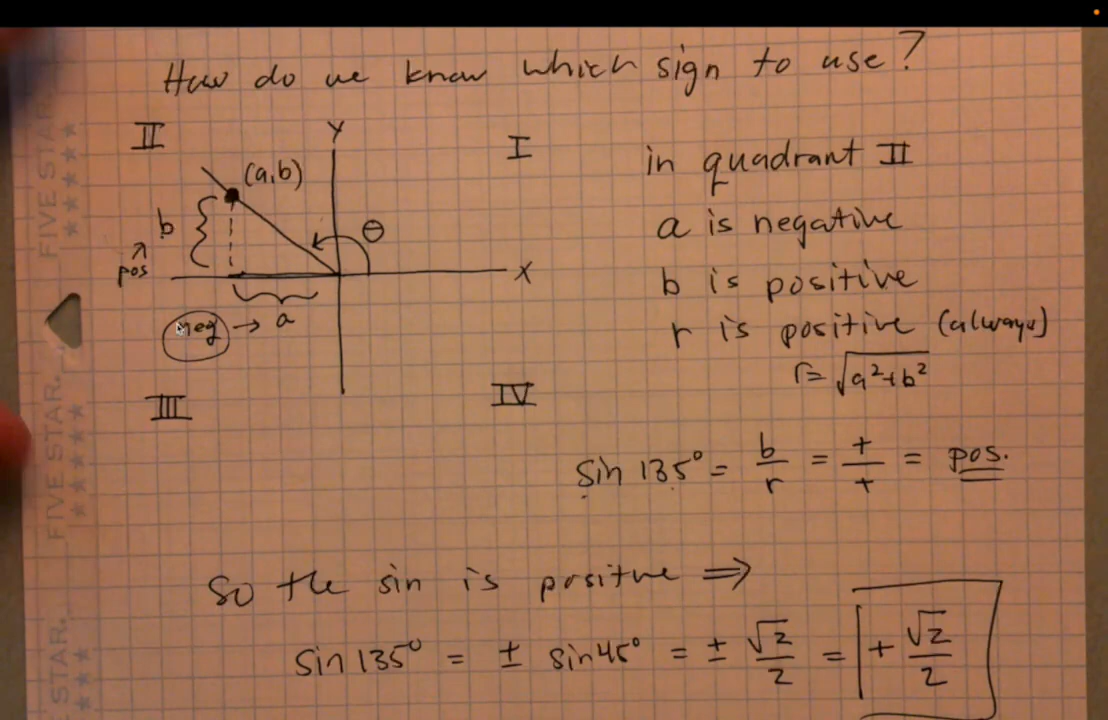 How do we know which sign to use?
II
Y
I
(a,b)
b
θ
pos
X
neg → a
III
IV
in quadrant II
a is negative
b is positive
r is positive (always)
r = √a²+b²
sin 135° = b/r = +/+ = pos.
So the sin is positive ⇒
sin 135° = ± sin 45° = ± √2/2 = + √2/2
FIVE STAR.
FIVE STAR.
STAR.